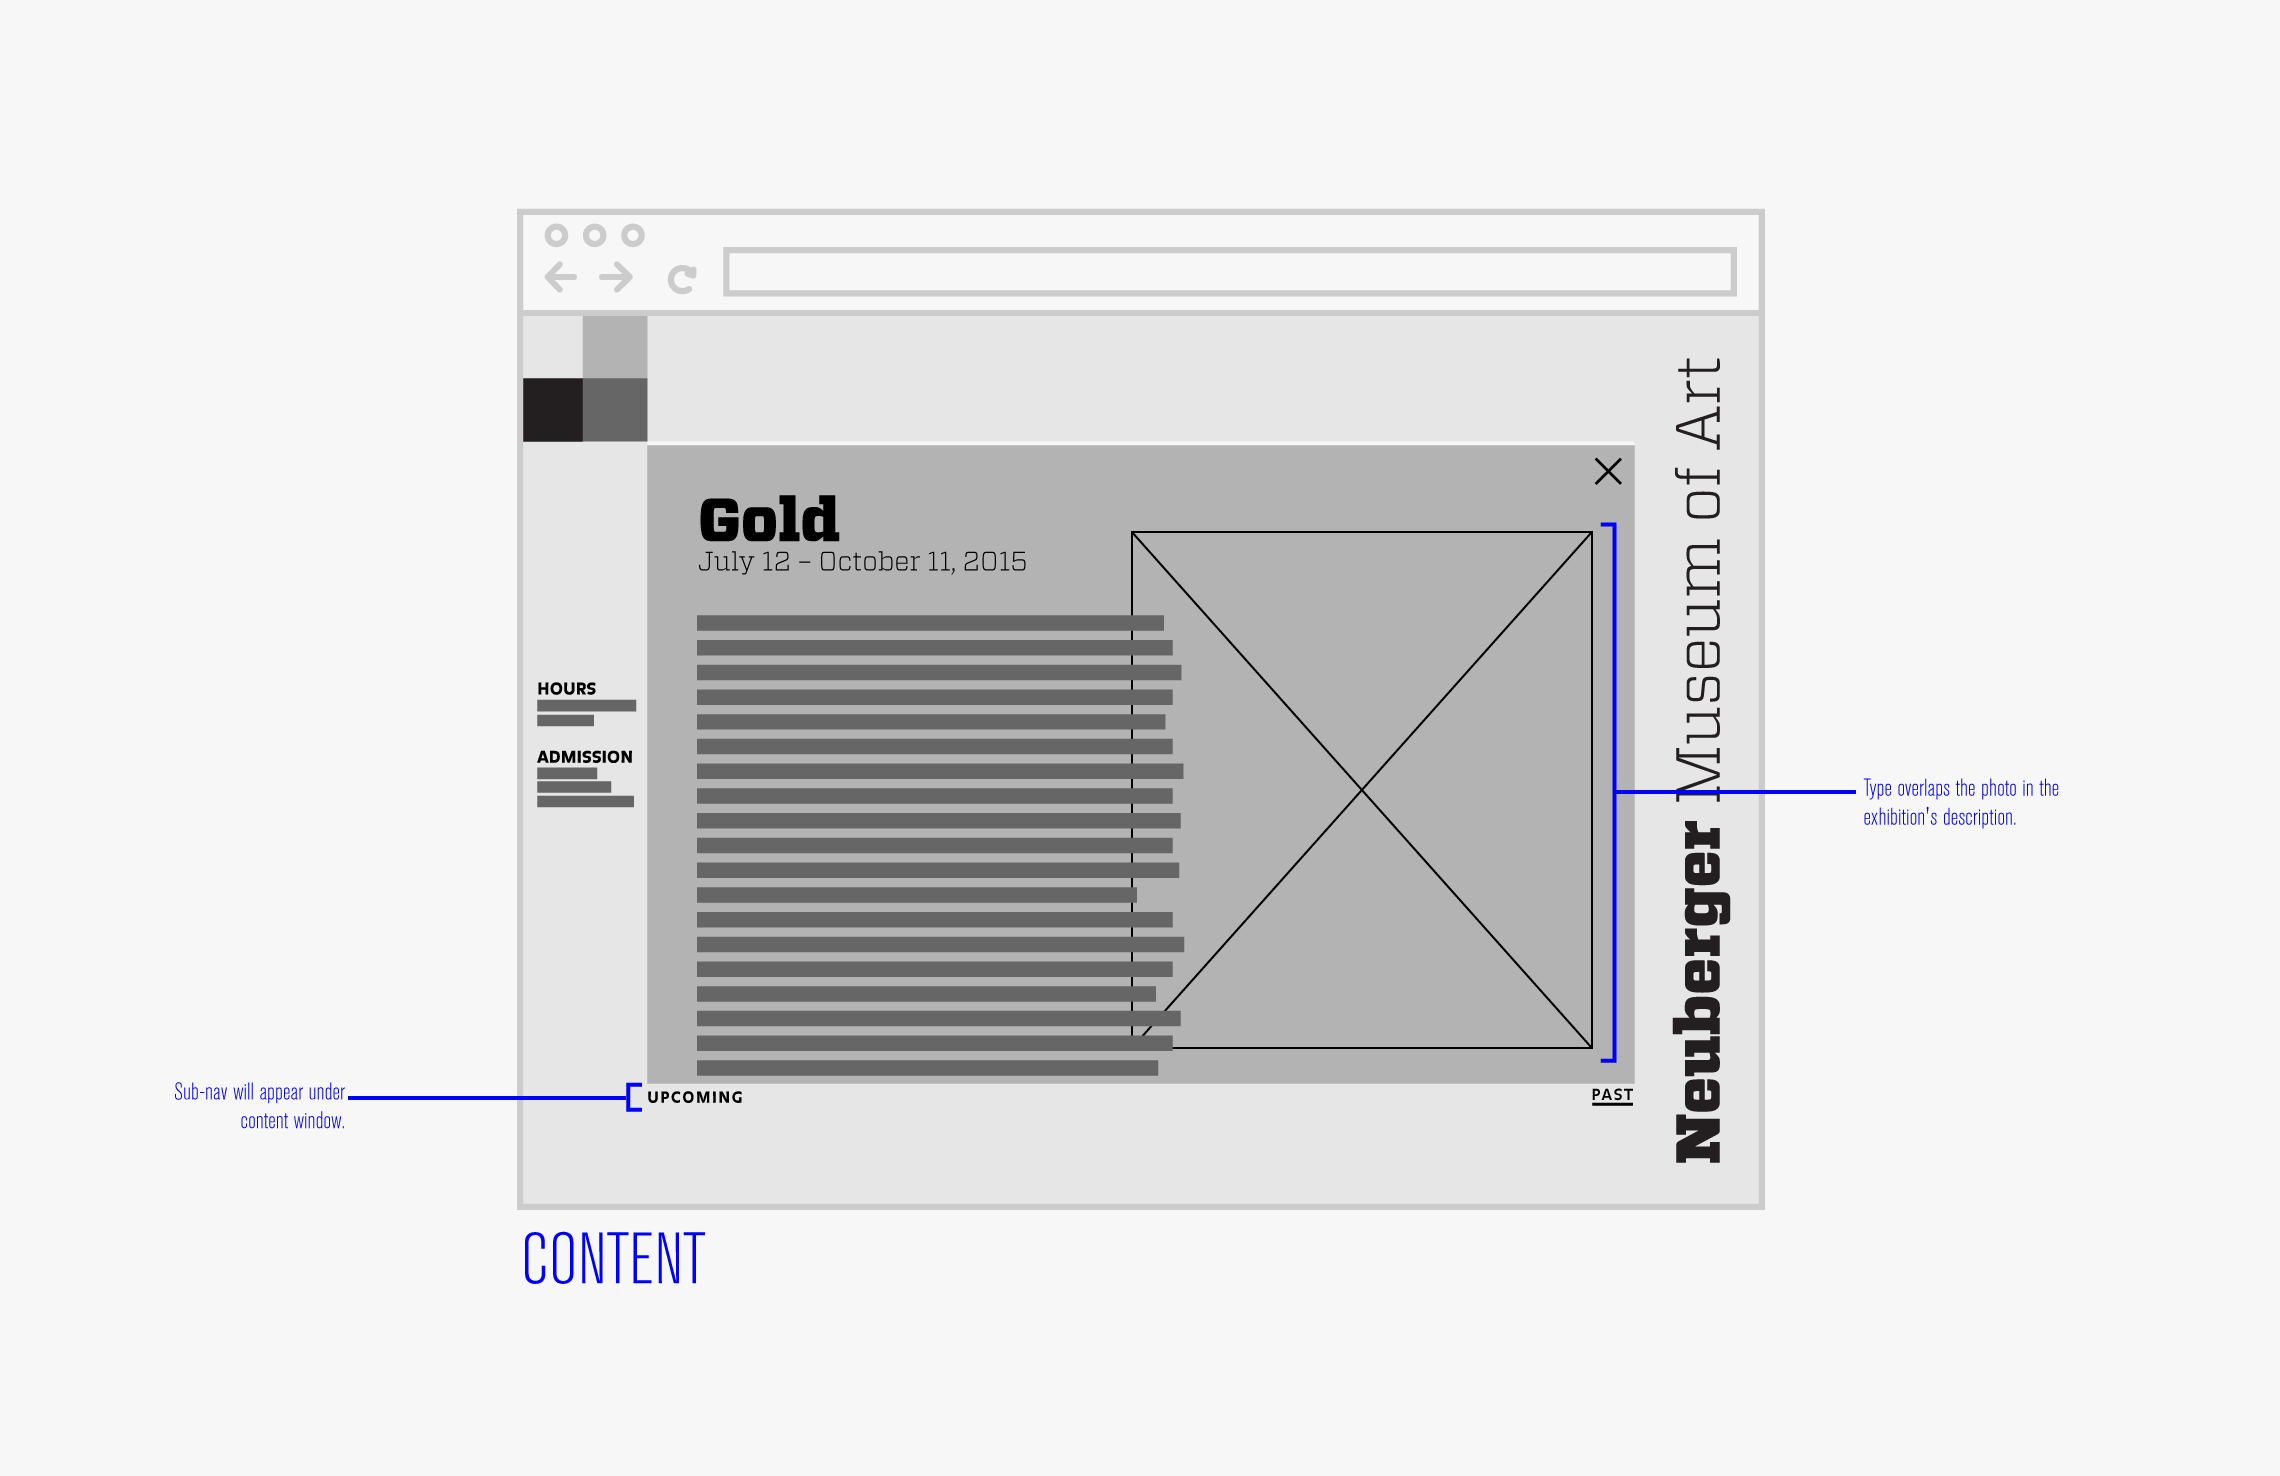 Gold
July 12 – October 11, 2015
HOURS
ADMISSION
Neuberger Museum of Art
Type overlaps the photo in the
exhibition's description.
Sub-nav will appear under
content window.
UPCOMING
PAST
CONTENT